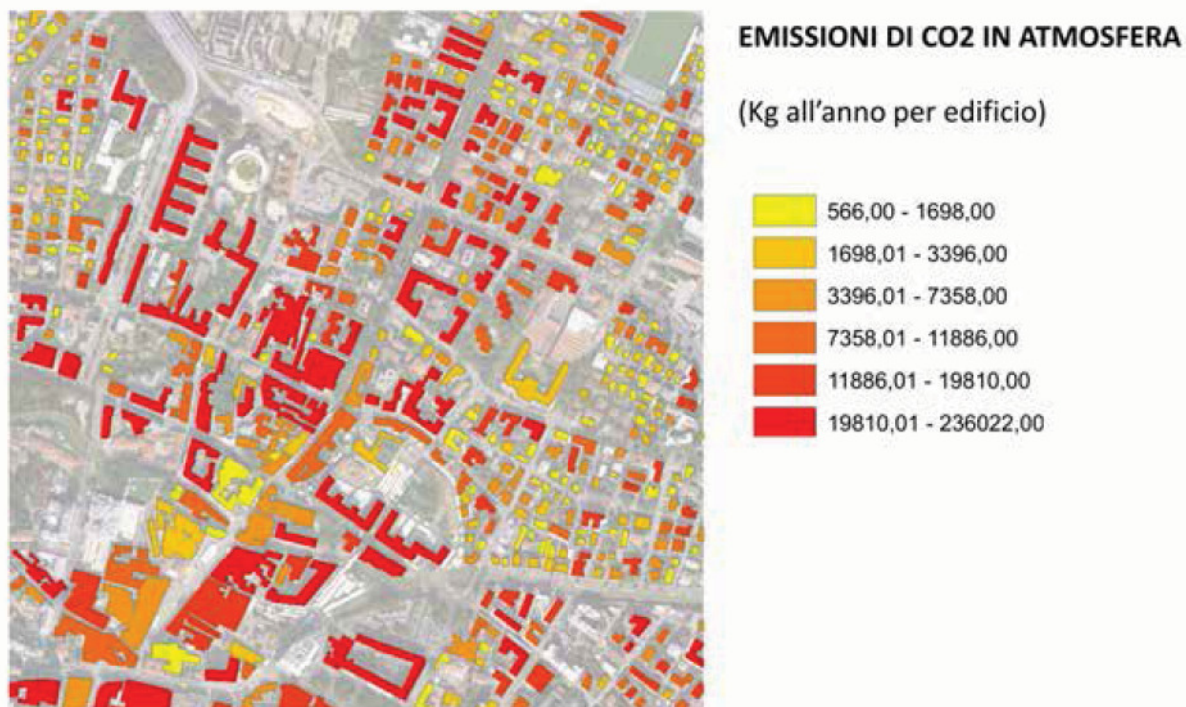 EMISSIONI DI CO2 IN ATMOSFERA
(Kg all'anno per edificio)
566,00 - 1698,00
1698,01 - 3396,00
3396,01 - 7358,00
7358,01 - 11886,00
11886,01 - 19810,00
19810,01 - 236022,00